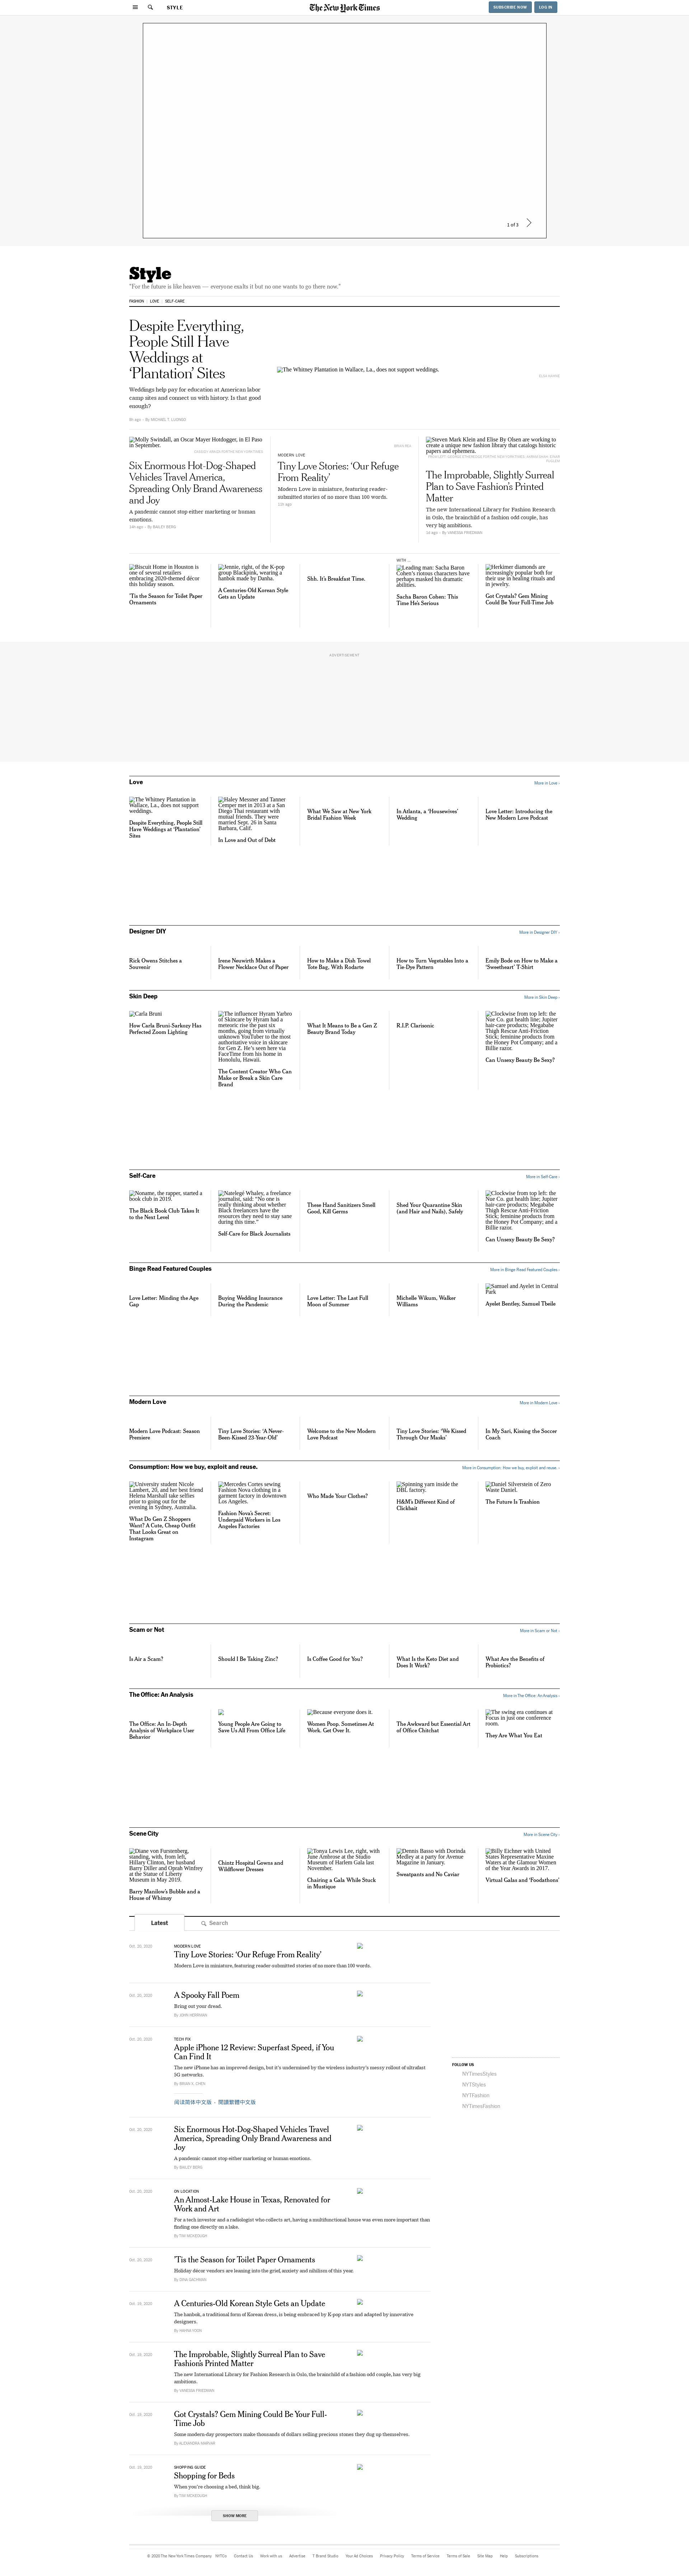 STYLE
The New York Times
SUBSCRIBE NOW
LOG IN
1 of 3
Style
"For the future is like heaven — everyone exalts it but no one wants to go there now."
FASHION
LOVE
SELF-CARE
Despite Everything,
People Still Have
Weddings at
‘Plantation’ Sites
Weddings help pay for education at American labor
camp sites and connect us with history. Is that good
enough?
By MICHAEL T. LUONGO
The Whitney Plantation in Wallace, La., does not support weddings.
Molly Swindall, an Oscar Mayer Hotdogger, in El Paso
in September.
Six Enormous Hot-Dog-Shaped
Vehicles Travel America,
Spreading Only Brand Awareness
and Joy
A pandemic cannot stop either marketing or human
emotions.
14h ago – By BAILEY BERG
MODERN LOVE
Tiny Love Stories: ‘Our Refuge
From Reality’
Modern Love in miniature, featuring reader-
submitted stories of no more than 100 words.
Steven Mark Klein and Elise By Olsen are working to
create a unique new fashion library that catalogs historic
papers and ephemera.
The Improbable, Slightly Surreal
Plan to Save Fashion’s Printed
Matter
The new International Library for Fashion Research
in Oslo, the brainchild of a fashion odd couple, has
very big ambitions.
1d ago – By VANESSA FRIEDMAN
Biscuit Home in Houston is
one of several retailers
embracing 2020-themed décor
this holiday season.
’Tis the Season for Toilet Paper
Ornaments
Jennie, right, of the K-pop
group Blackpink, wearing a
hanbok made by Danha.
A Centuries-Old Korean Style
Gets an Update
Shh. It’s Breakfast Time.
WITH ...
Leading man: Sacha Baron
Cohen’s riotous characters have
perhaps masked his dramatic
abilities.
Sacha Baron Cohen: This
Time He’s Serious
Herkimer diamonds are
increasingly popular both for
their use in healing rituals and
in jewelry.
Got Crystals? Gem Mining
Could Be Your Full-Time Job
ADVERTISEMENT
Love
More in Love ›
The Whitney Plantation in
Wallace, La., does not support
weddings.
Despite Everything, People Still
Have Weddings at ‘Plantation’
Sites
Haley Messner and Tanner
Compet met in 2013 at a San
Diego Thai restaurant with
mutual friends. They were
married Sept. 26 in Santa
Barbara, Calif.
In Love and Out of Debt
What We Saw at New York
Bridal Fashion Week
In Atlanta, a ‘Housewives’
Wedding
Love Letter: Introducing the
New Modern Love Podcast
Designer DIY
More in Designer DIY ›
Rick Owens Stitches a
Souvenir
Irene Neuwirth Makes a
Flower Necklace Out of Paper
How to Make a Dish Towel
Tote Bag, With Rodarte
How to Turn Vegetables Into a
Tie-Dye Pattern
Emily Bode on How to Make a
‘Sweetheart’ T-Shirt
Skin Deep
More in Skin Deep ›
Carla Bruni
How Carla Bruni-Sarkozy Has
Perfected Zoom Lighting
The influencer Hyram Yarbro
of Skincare by Hyram had a
meteoric rise the past six
months, going from virtually
unknown YouTuber to the most
authoritative voice in skincare
for Gen Z. He’s seen here via
FaceTime from his home in
Honolulu, Hawaii.
The Content Creator Who Can
Make or Break a Skin Care
Brand
What It Means to Be a Gen Z
Beauty Brand Today
R.I.P. Clarisonic
Clockwise from top left: the
Nue Co. gut health line; Jupiter
hair-care products; Megababe
Thigh Rescue Anti-Friction
Stick; feminine products from
the Honey Pot Company; and a
Billie razor.
Can Unsexy Beauty Be Sexy?
Self-Care
More in Self-Care ›
Noname, the rapper, started a
book club in 2019.
The Black Book Club Takes It
to the Next Level
Natelegé Whaley, a freelance
journalist, said: “No one is
really thinking about whether
Black freelancers have the
resources they need to stay sane
during this time.”
Self-Care for Black Journalists
These Hand Sanitizers Smell
Good, Kill Germs
Shed Your Quarantine Skin
(and Hair and Nails), Safely
Clockwise from top left: the
Nue Co. gut health line; Jupiter
hair-care products; Megababe
Thigh Rescue Anti-Friction
Stick; feminine products from
the Honey Pot Company; and a
Billie razor.
Can Unsexy Beauty Be Sexy?
Binge Read Featured Couples
More in Binge Read Featured Couples ›
Love Letter: Minding the Age
Gap
Buying Wedding Insurance
During the Pandemic
Love Letter: The Last Full
Moon of Summer
Michelle Wikum, Walker
Williams
Samuel and Ayelet in Central
Park
Ayelet Bentley, Samuel Tbeile
Modern Love
More in Modern Love ›
Modern Love Podcast: Season
Premiere
Tiny Love Stories: ‘A Never-
Been-Kissed 23-Year-Old’
Welcome to the New Modern
Love Podcast
Tiny Love Stories: ‘We Kissed
Through Our Masks’
In My Sari, Kissing the Soccer
Coach
Consumption: How we buy, exploit and reuse.
More in Consumption: How we buy, exploit and reuse. ›
University student Nicole
Lambert, 20, and her best friend
Helena Marshall take selfies
prior to going out for the
evening in Sydney, Australia.
What Do Gen Z Shoppers
Want? A Cute, Cheap Outfit
That Looks Great on
Instagram
Mercedes Cortes sewing
Fashion Nova clothing in a
garment factory in downtown
Los Angeles.
Fashion Nova’s Secret:
Underpaid Workers in Los
Angeles Factories
Who Made Your Clothes?
Spinning yarn inside the
DBL factory.
H&M’s Different Kind of
Clickbait
Daniel Silverstein of Zero
Waste Daniel.
The Future Is Trashion
Scam or Not
More in Scam or Not ›
Is Air a Scam?
Should I Be Taking Zinc?
Is Coffee Good for You?
What Is the Keto Diet and
Does It Work?
What Are the Benefits of
Probiotics?
The Office: An Analysis
More in The Office: An Analysis ›
The Office: An In-Depth
Analysis of Workplace User
Behavior
Young People Are Going to
Save Us All From Office Life
Because everyone does it.
Women Poop. Sometimes At
Work. Get Over It.
The Awkward but Essential Art
of Office Chitchat
The swing era continues at
Focus in just one conference
room.
They Are What You Eat
Scene City
More in Scene City ›
Diane von Furstenberg,
standing, with, from left,
Hillary Clinton, her husband
Barry Diller and Oprah Winfrey
at the Statue of Liberty
Museum in May 2019.
Barry Manilow’s Bubble and a
House of Whimsy
Chintz Hospital Gowns and
Wildflower Dresses
Tonya Lewis Lee, right, with
June Ambrose at the Studio
Museum of Harlem Gala last
November.
Chairing a Gala While Stuck
in Mustique
Dennis Basso with Dorinda
Medley at a party for Avenue
Magazine in January.
Sweatpants and No Caviar
Billy Eichner with United
States Representative Maxine
Waters at the Glamour Women
of the Year Awards in 2017.
Virtual Galas and ‘Foodathons’
Latest
Search
Oct. 20, 2020
MODERN LOVE
Tiny Love Stories: ‘Our Refuge From Reality’
Modern Love in miniature, featuring reader-submitted stories of no more than 100 words.
Oct. 20, 2020
A Spooky Fall Poem
Bring out your dread.
By JOHN HERRMAN
Oct. 20, 2020
TECH FIX
Apple iPhone 12 Review: Superfast Speed, if You
Can Find It
The new iPhone has an improved design, but it’s undermined by the wireless industry’s messy rollout of ultrafast
5G networks.
By BRIAN X. CHEN
阅读简体中文版 • 閱讀繁體中文版
Oct. 20, 2020
Six Enormous Hot-Dog-Shaped Vehicles Travel
America, Spreading Only Brand Awareness and
Joy
A pandemic cannot stop either marketing or human emotions.
By BAILEY BERG
Oct. 20, 2020
ON LOCATION
An Almost-Lake House in Texas, Renovated for
Work and Art
For a tech investor and a radiologist who collects art, having a multifunctional house was even more important than
finding one directly on a lake.
By TIM MCKEOUGH
Oct. 20, 2020
’Tis the Season for Toilet Paper Ornaments
Holiday décor vendors are leaning into the grief, anxiety and nihilism of this year.
By GINA GACHMAN
Oct. 19, 2020
A Centuries-Old Korean Style Gets an Update
The hanbok, a traditional form of Korean dress, is being embraced by K-pop stars and adapted by innovative
designers.
By HAHNA YOON
Oct. 19, 2020
The Improbable, Slightly Surreal Plan to Save
Fashion’s Printed Matter
The new International Library for Fashion Research in Oslo, the brainchild of a fashion odd couple, has very big
ambitions.
By VANESSA FRIEDMAN
Oct. 19, 2020
Got Crystals? Gem Mining Could Be Your Full-
Time Job
Some modern-day prospectors make thousands of dollars selling precious stones they dug up themselves.
By ALEXANDRA MARVAR
Oct. 19, 2020
SHOPPING GUIDE
Shopping for Beds
When you’re choosing a bed, think big.
By TIM MCKEOUGH
SHOW MORE
FOLLOW US
NYTimesStyles
NYTStyles
NYTFashion
NYTimesFashion
© 2020 The New York Times Company
NYTCo
Contact Us
Work with us
Advertise
T Brand Studio
Your Ad Choices
Privacy Policy
Terms of Service
Terms of Sale
Site Map
Help
Subscriptions